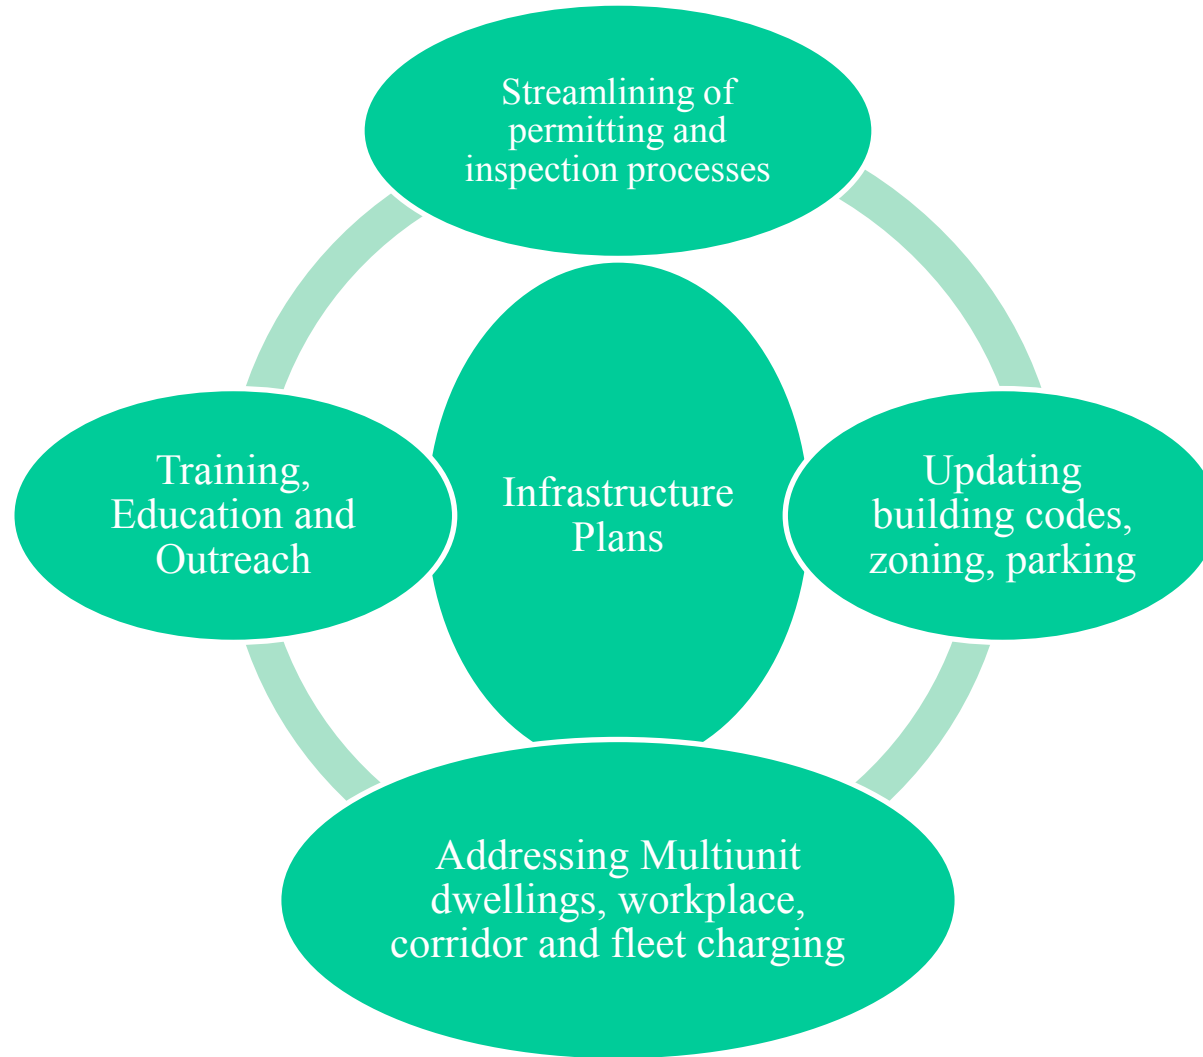 Streamlining of
permitting and
inspection processes
Training,
Education and
Outreach
Infrastructure
Plans
Updating
building codes,
zoning, parking
Addressing Multiunit
dwellings, workplace,
corridor and fleet charging